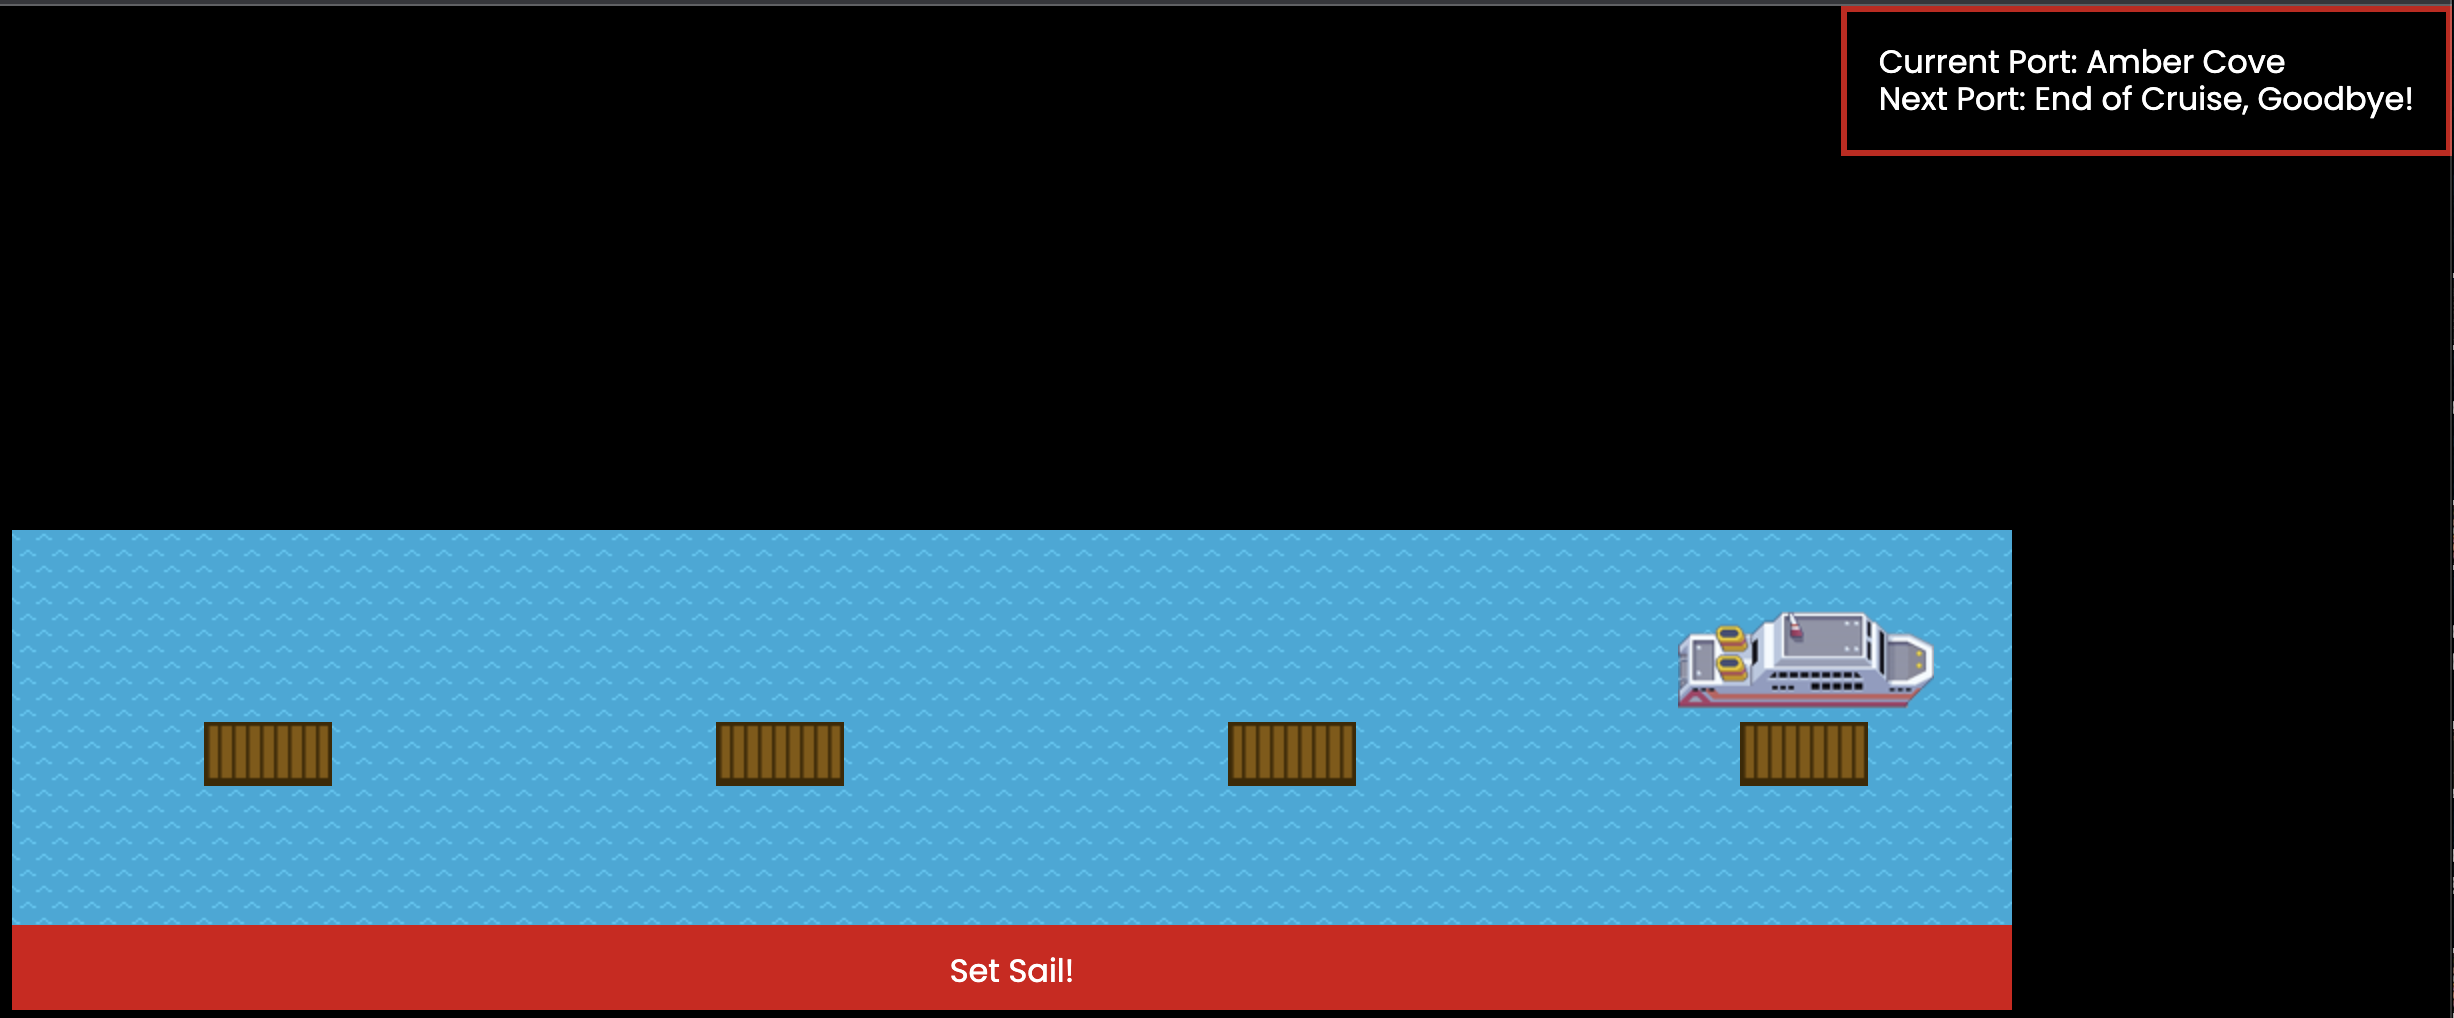 Current Port: Amber Cove
Next Port: End of Cruise, Goodbye!
Set Sail!